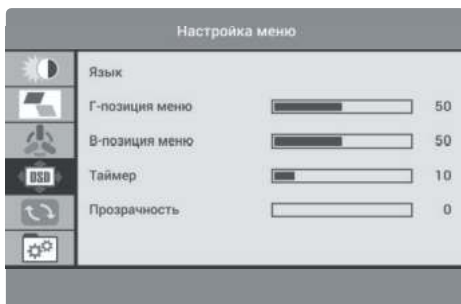 Настройка меню
Язык
Г-позиция меню 50
В-позиция меню 50
OSD
Таймер 10
Прозрачность 0